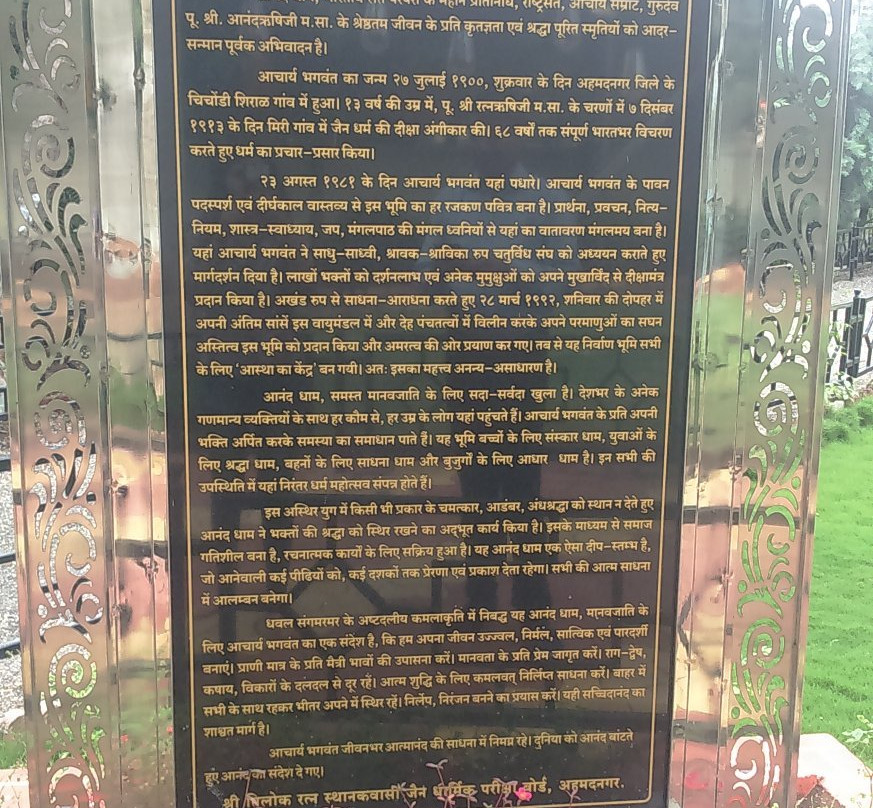 परंपरा के महान प्रतिनिधि, राष्ट्रसंत, आचार्य सम्राट, गुरुदेव
पू. श्री. आनंदऋषिजी म.सा. के श्रेष्ठतम जीवन के प्रति कृतज्ञता एवं श्रद्धा पूरित स्मृतियों को आदर-
सन्मान पूर्वक अभिवादन है।
आचार्य भगवंत का जन्म २७ जुलाई १९००, शुक्रवार के दिन अहमदनगर जिले के
चिचोंडी शिराळ गांव में हुआ। १३ वर्ष की उम्र में, पू. श्री रत्नऋषिजी म.सा. के चरणों में ७ दिसंबर
१९१३ के दिन मिरी गांव में जैन धर्म की दीक्षा अंगीकार की। ६८ वर्षों तक संपूर्ण भारतभर विचरण
करते हुए धर्म का प्रचार-प्रसार किया।
२३ अगस्त १९८१ के दिन आचार्य भगवंत यहां पधारे। आचार्य भगवंत के पावन
पदस्पर्श एवं दीर्घकाल वास्तव्य से इस भूमि का हर रजकण पवित्र बना है। प्रार्थना, प्रवचन, नित्य-
नियम, शास्त्र-स्वाध्याय, जप, मंगलपाठ की मंगल ध्वनियों से यहां का वातावरण मंगलमय बना है।
यहां आचार्य भगवंत ने साधु-साध्वी, श्रावक-श्राविका रुप चतुर्विध संघ को अध्ययन कराते हुए
मार्गदर्शन दिया है। लाखों भक्तों को दर्शनलाभ एवं अनेक मुमुक्षुओं को अपने मुखार्विद से दीक्षामंत्र
प्रदान किया है। अखंड रुप से साधना-आराधना करते हुए २८ मार्च १९९२, शनिवार की दोपहर में
अपनी अंतिम सांसें इस वायुमंडल में और देह पंचतत्वों में विलीन करके अपने परमाणुओं का सघन
अस्तित्व इस भूमि को प्रदान किया और अमरत्व की ओर प्रयाण कर गए। तब से यह निर्वाण भूमि सभी
के लिए 'आस्था का केंद्र' बन गयी। अतः इसका महत्त्व अनन्य-असाधारण है।
आनंद धाम, समस्त मानवजाति के लिए सदा-सर्वदा खुला है। देशभर के अनेक
गणमान्य व्यक्तियों के साथ हर कौम से, हर उम्र के लोग यहां पहुंचते हैं। आचार्य भगवंत के प्रति अपनी
भक्ति अर्पित करके समस्या का समाधान पाते हैं। यह भूमि बच्चों के लिए संस्कार धाम, युवाओं के
लिए श्रद्धा धाम, बहनों के लिए साधना धाम और बुजुर्गों के लिए आधार धाम है। इन सभी की
उपस्थिति में यहां निरंतर धर्म महोत्सव संपन्न होते हैं।
इस अस्थिर युग में किसी भी प्रकार के चमत्कार, आडंबर, अंधश्रद्धा को स्थान न देते हुए
आनंद धाम ने भक्तों की श्रद्धा को स्थिर रखने का अद्भूत कार्य किया है। इसके माध्यम से समाज
गतिशील बना है, रचनात्मक कार्यो के लिए सक्रिय हुआ है। यह आनंद धाम एक ऐसा दीप-स्तम्भ है,
जो आनेवाली कई पीढियों को, कई दशकों तक प्रेरणा एवं प्रकाश देता रहेगा। सभी की आत्म साधना
में आलम्बन बनेगा।
धवल संगमरमर के अष्टदलीय कमलाकृति में निबद्ध यह आनंद धाम, मानवजाति के
लिए आचार्य भगवंत का एक संदेश है, कि हम अपना जीवन उज्ज्वल, निर्मल, सात्विक एवं पारदर्शी
बनाएं। प्राणी मात्र के प्रति मैत्री भावों की उपासना करें। मानवता के प्रति प्रेम जागृत करें। राग-द्वेष,
कषाय, विकारों के दलदल से दूर रहें। आत्म शुद्धि के लिए कमलवत् निर्लिप्त साधना करें। बाहर में
सभी के साथ रहकर भीतर अपने में स्थिर रहें। निर्लेप, निरंजन बनने का प्रयास करें। यही सच्चिदानंद का
शाश्वत मार्ग है।
आचार्य भगवंत जीवनभर आत्मानंद की साधना में निमग्न रहे। दुनिया को आनंद बांटते
हुए आनंद का संदेश दे गए।
श्री तिलोक रत्न स्थानकवासी जैन धार्मिक परीक्षा बोर्ड, अहमदनगर.